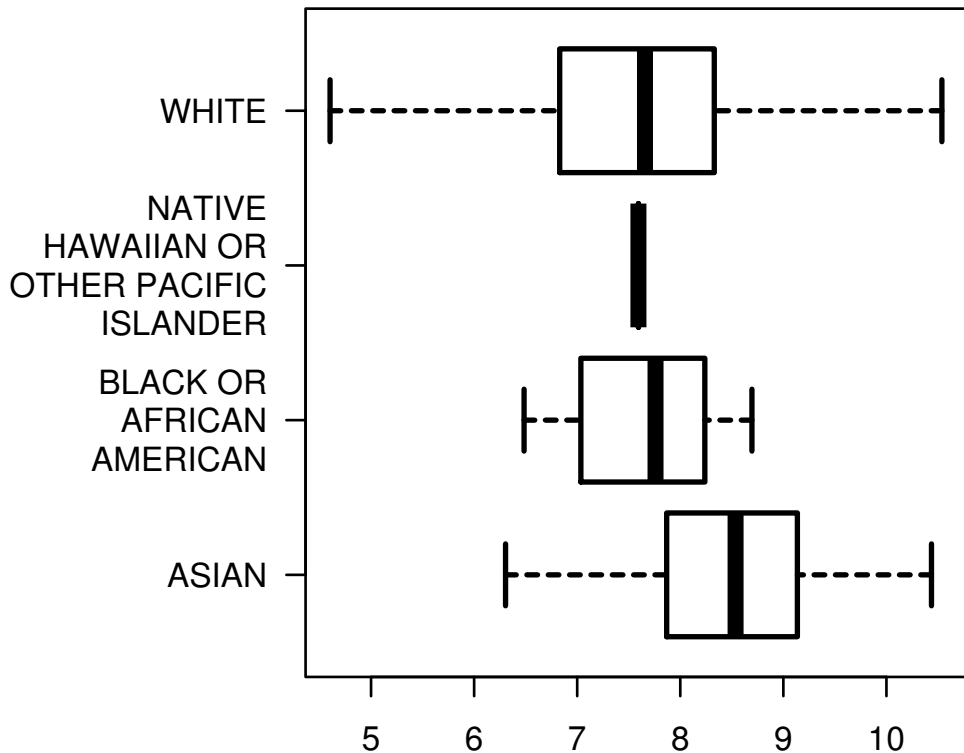 WHITE
NATIVE
HAWAIIAN OR
OTHER PACIFIC
ISLANDER
BLACK OR
AFRICAN
AMERICAN
ASIAN
5 6 7 8 9 10